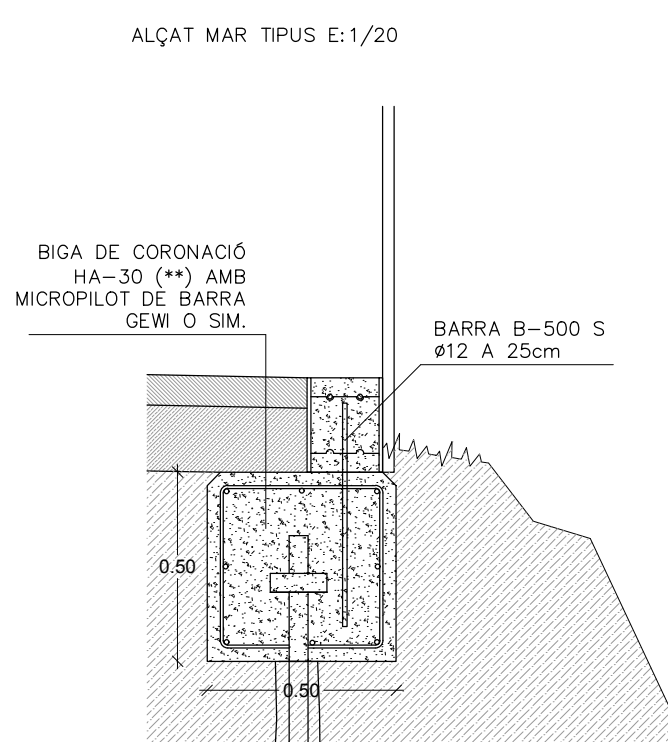 ALÇAT MAR TIPUS E:1/20
BIGA DE CORONACIÓ
HA-30 (**) AMB
MICROPILOT DE BARRA
GEWI O SIM.
BARRA B-500 S
ø12 A 25cm
0.50
0.50